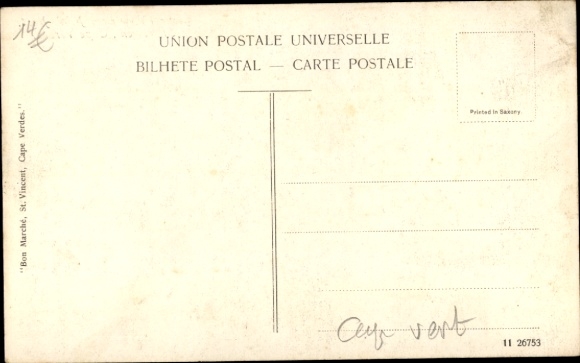 14€
UNION POSTALE UNIVERSELLE
BILHETE POSTAL — CARTE POSTALE
Printed in Saxony
"Bon Marché, St. Vincent, Cape Verdes."
Cap vert
11 26753